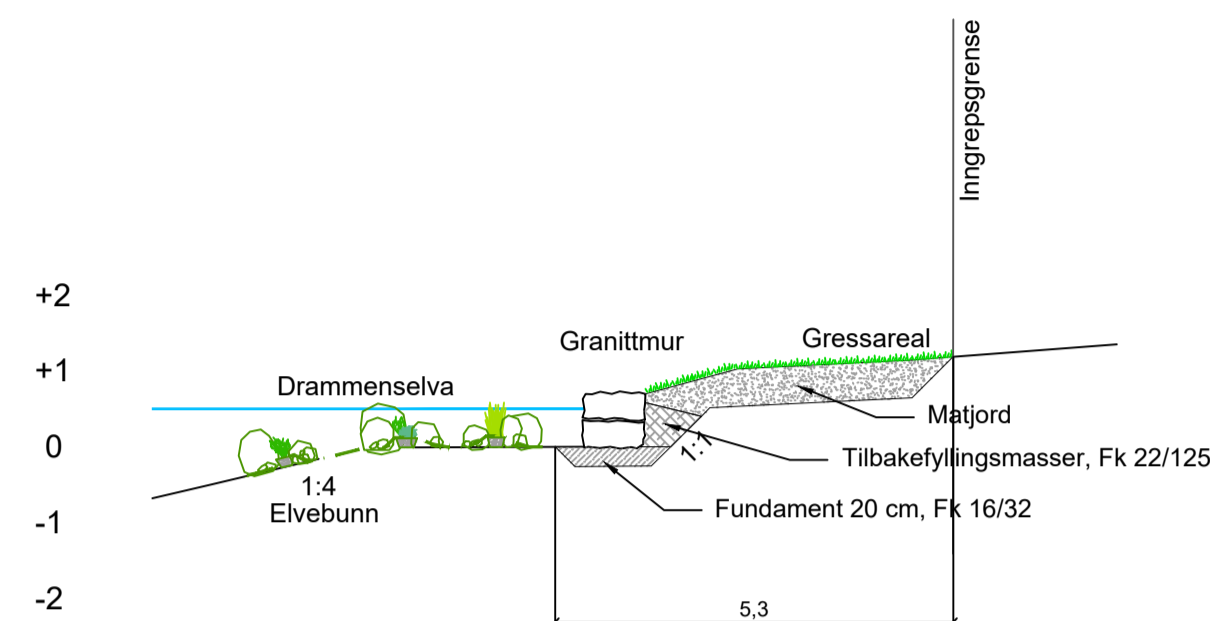 Inngrepsgrense
+2
Granittmur
Gressareal
+1
Drammenselva
Matjord
0
1:1
Tilbakefyllingsmasser, Fk 22/125
1:4
Elvebunn
Fundament 20 cm, Fk 16/32
-1
-2
5,3